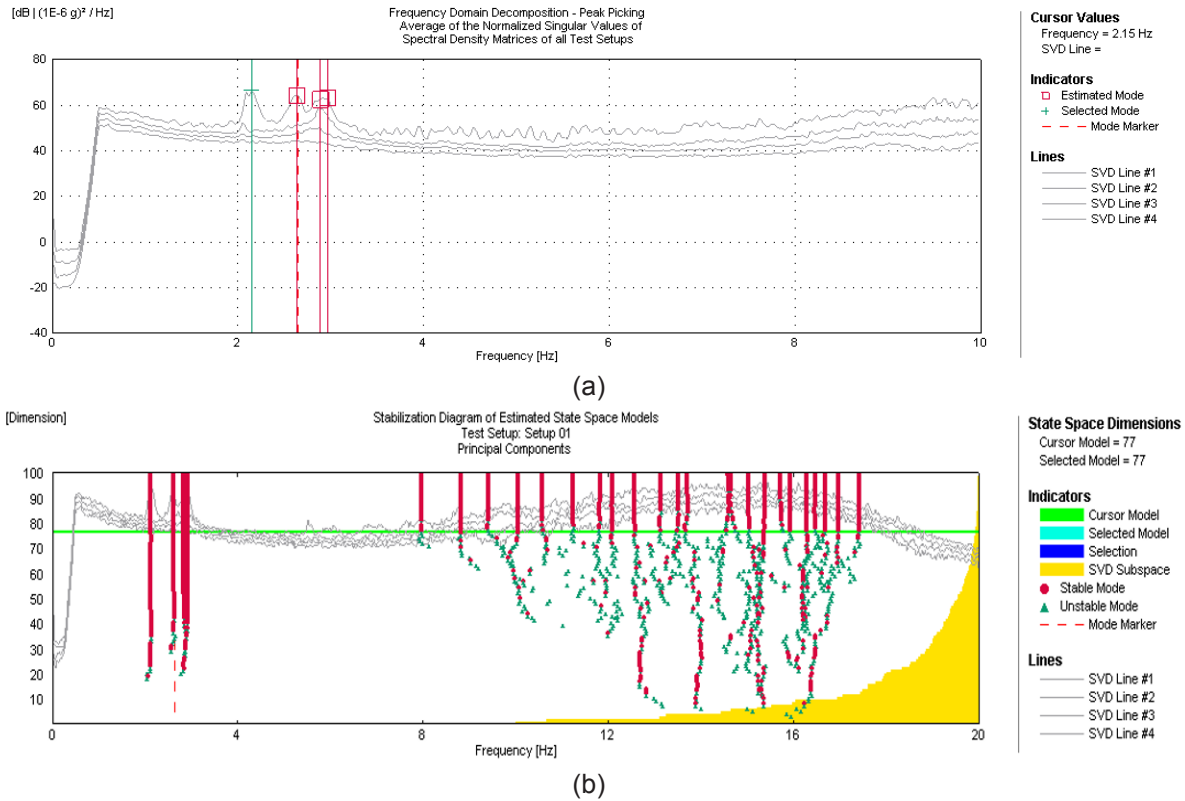 [dB | (1E-6 g)² / Hz]
Frequency Domain Decomposition - Peak Picking
Average of the Normalized Singular Values of
Spectral Density Matrices of all Test Setups
80
60
40
20
0
-20
-40
0
2
4
6
8
10
Frequency [Hz]
Cursor Values
Frequency = 2.15 Hz
SVD Line =
Indicators
Estimated Mode
Selected Mode
Mode Marker
Lines
SVD Line #1
SVD Line #2
SVD Line #3
SVD Line #4
(a)
[Dimension]
Stabilization Diagram of Estimated State Space Models
Test Setup: Setup 01
Principal Components
100
90
80
70
60
50
40
30
20
10
0
4
8
12
16
20
Frequency [Hz]
State Space Dimensions
Cursor Model = 77
Selected Model = 77
Indicators
Cursor Model
Selected Model
Selection
SVD Subspace
Stable Mode
Unstable Mode
Mode Marker
Lines
SVD Line #1
SVD Line #2
SVD Line #3
SVD Line #4
(b)